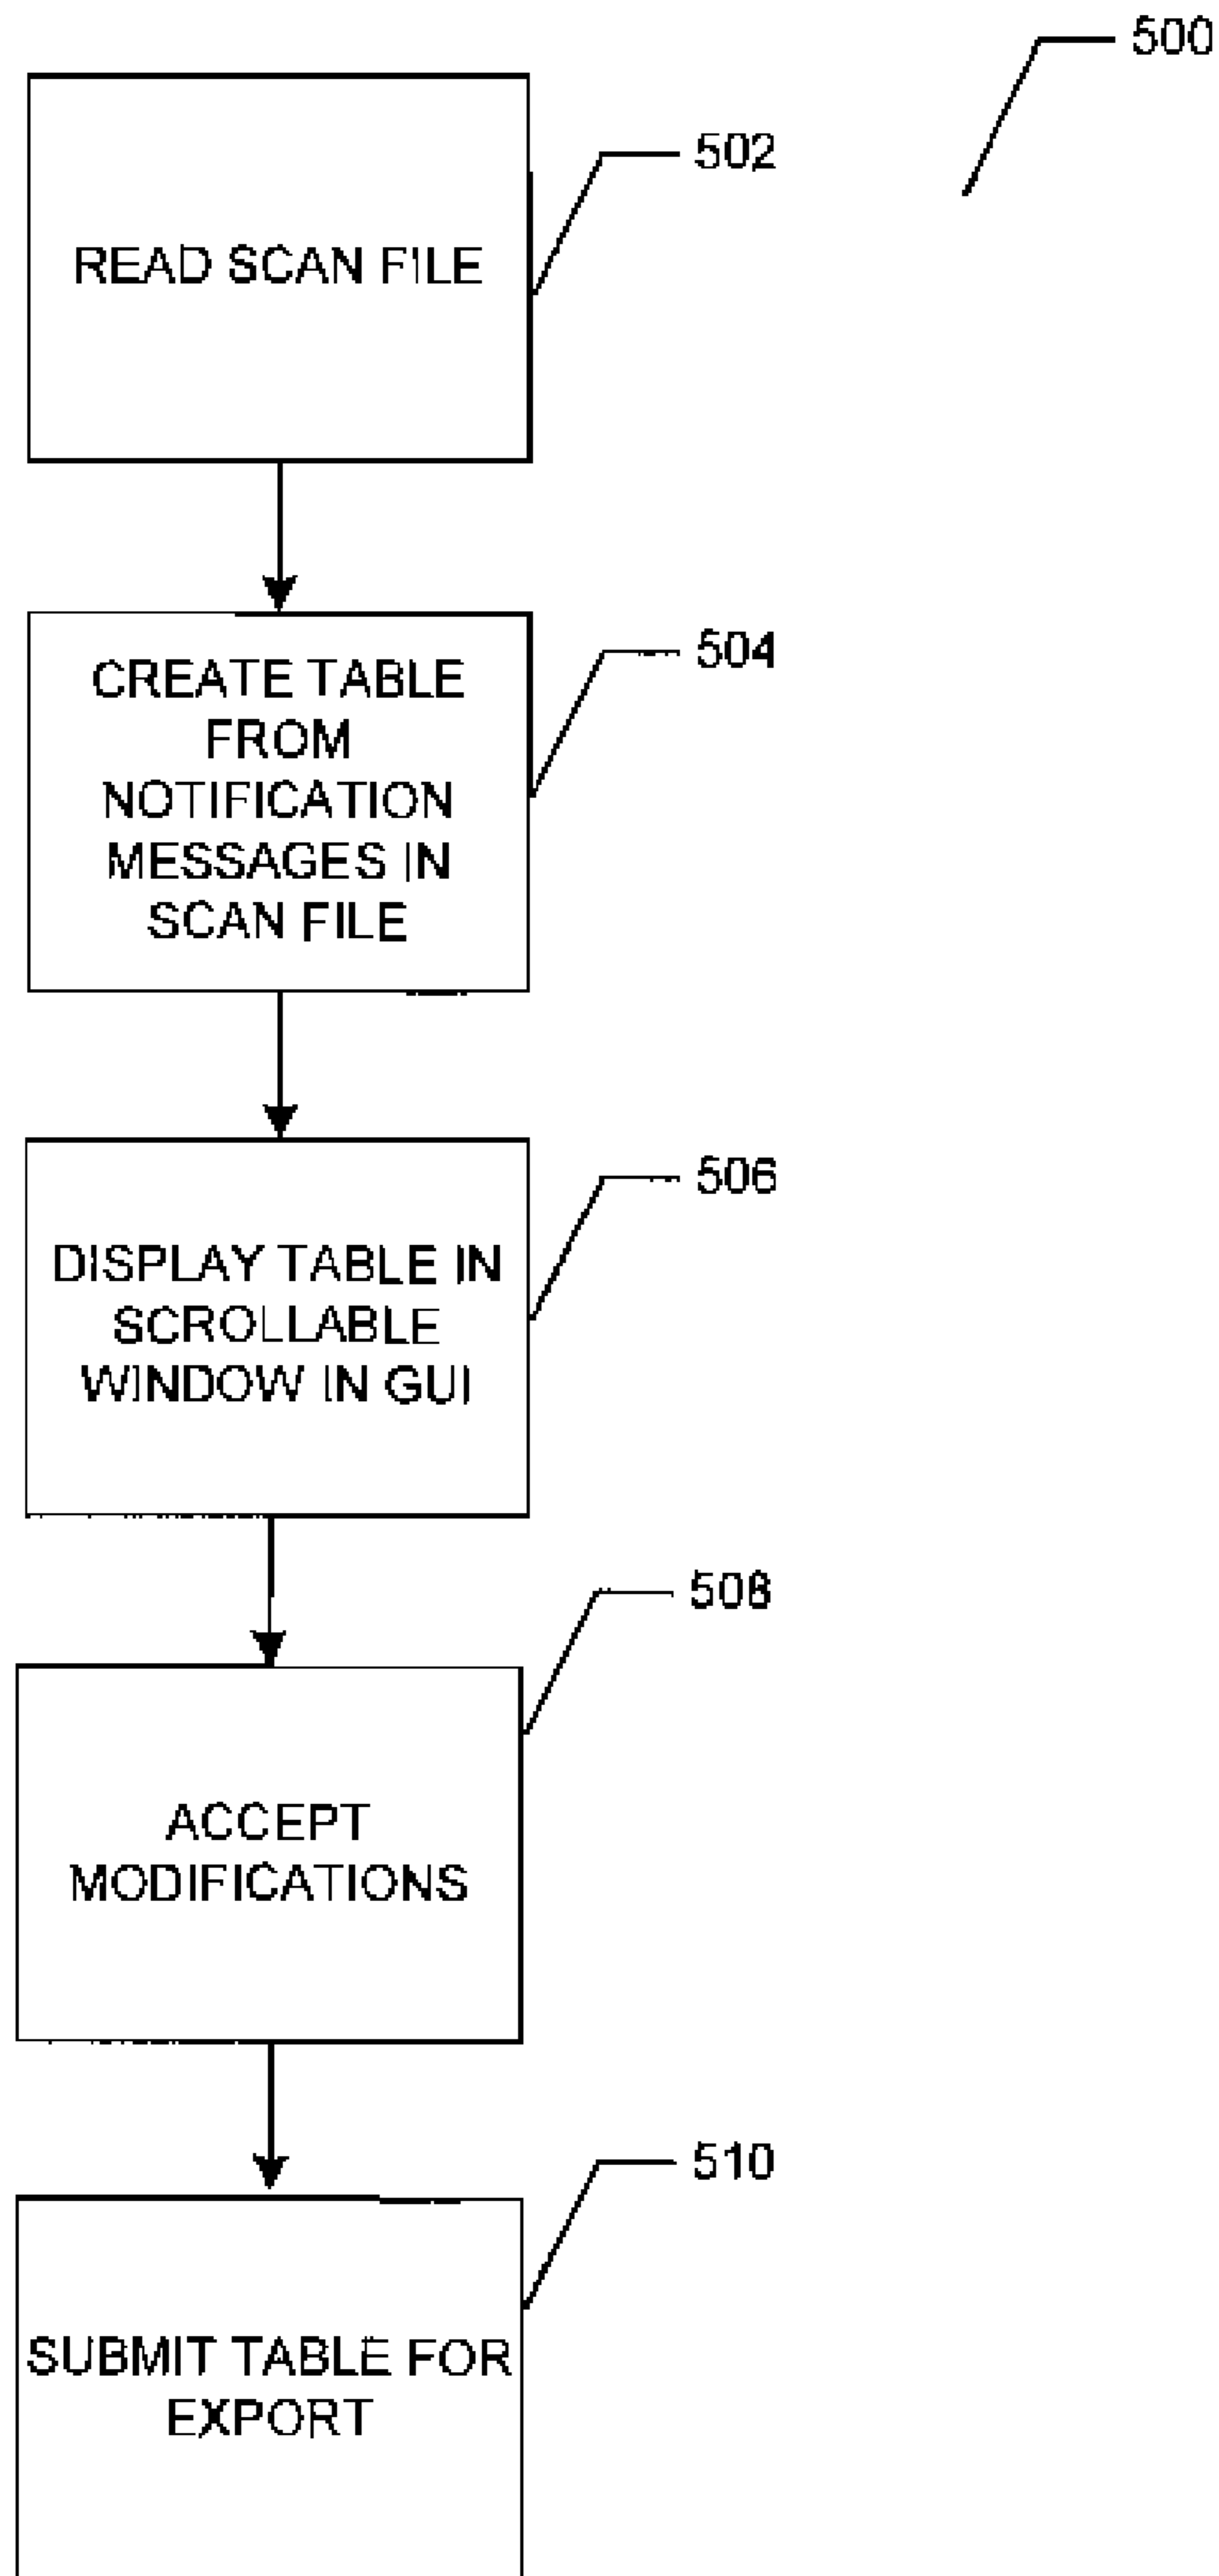 500
502
READ SCAN FILE
504
CREATE TABLE
FROM
NOTIFICATION
MESSAGES IN
SCAN FILE
506
DISPLAY TABLE IN
SCROLLABLE
WINDOW IN GUI
508
ACCEPT
MODIFICATIONS
510
SUBMIT TABLE FOR
EXPORT